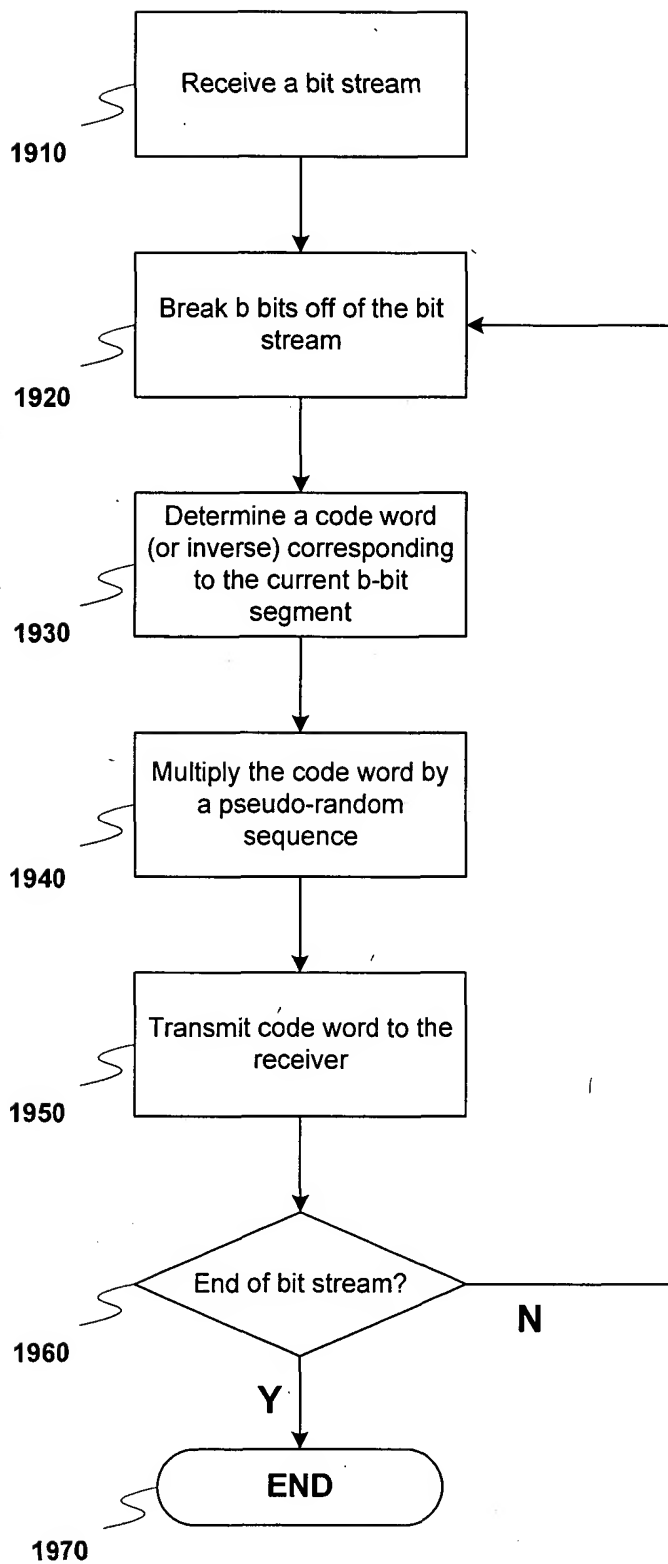 Receive a bit stream
1910
Break b bits off of the bit
stream
1920
Determine a code word
(or inverse) corresponding
to the current b-bit
segment
1930
Multiply the code word by
a pseudo-random
sequence
1940
Transmit code word to the
receiver
1950
End of bit stream?
N
1960
Y
END
1970